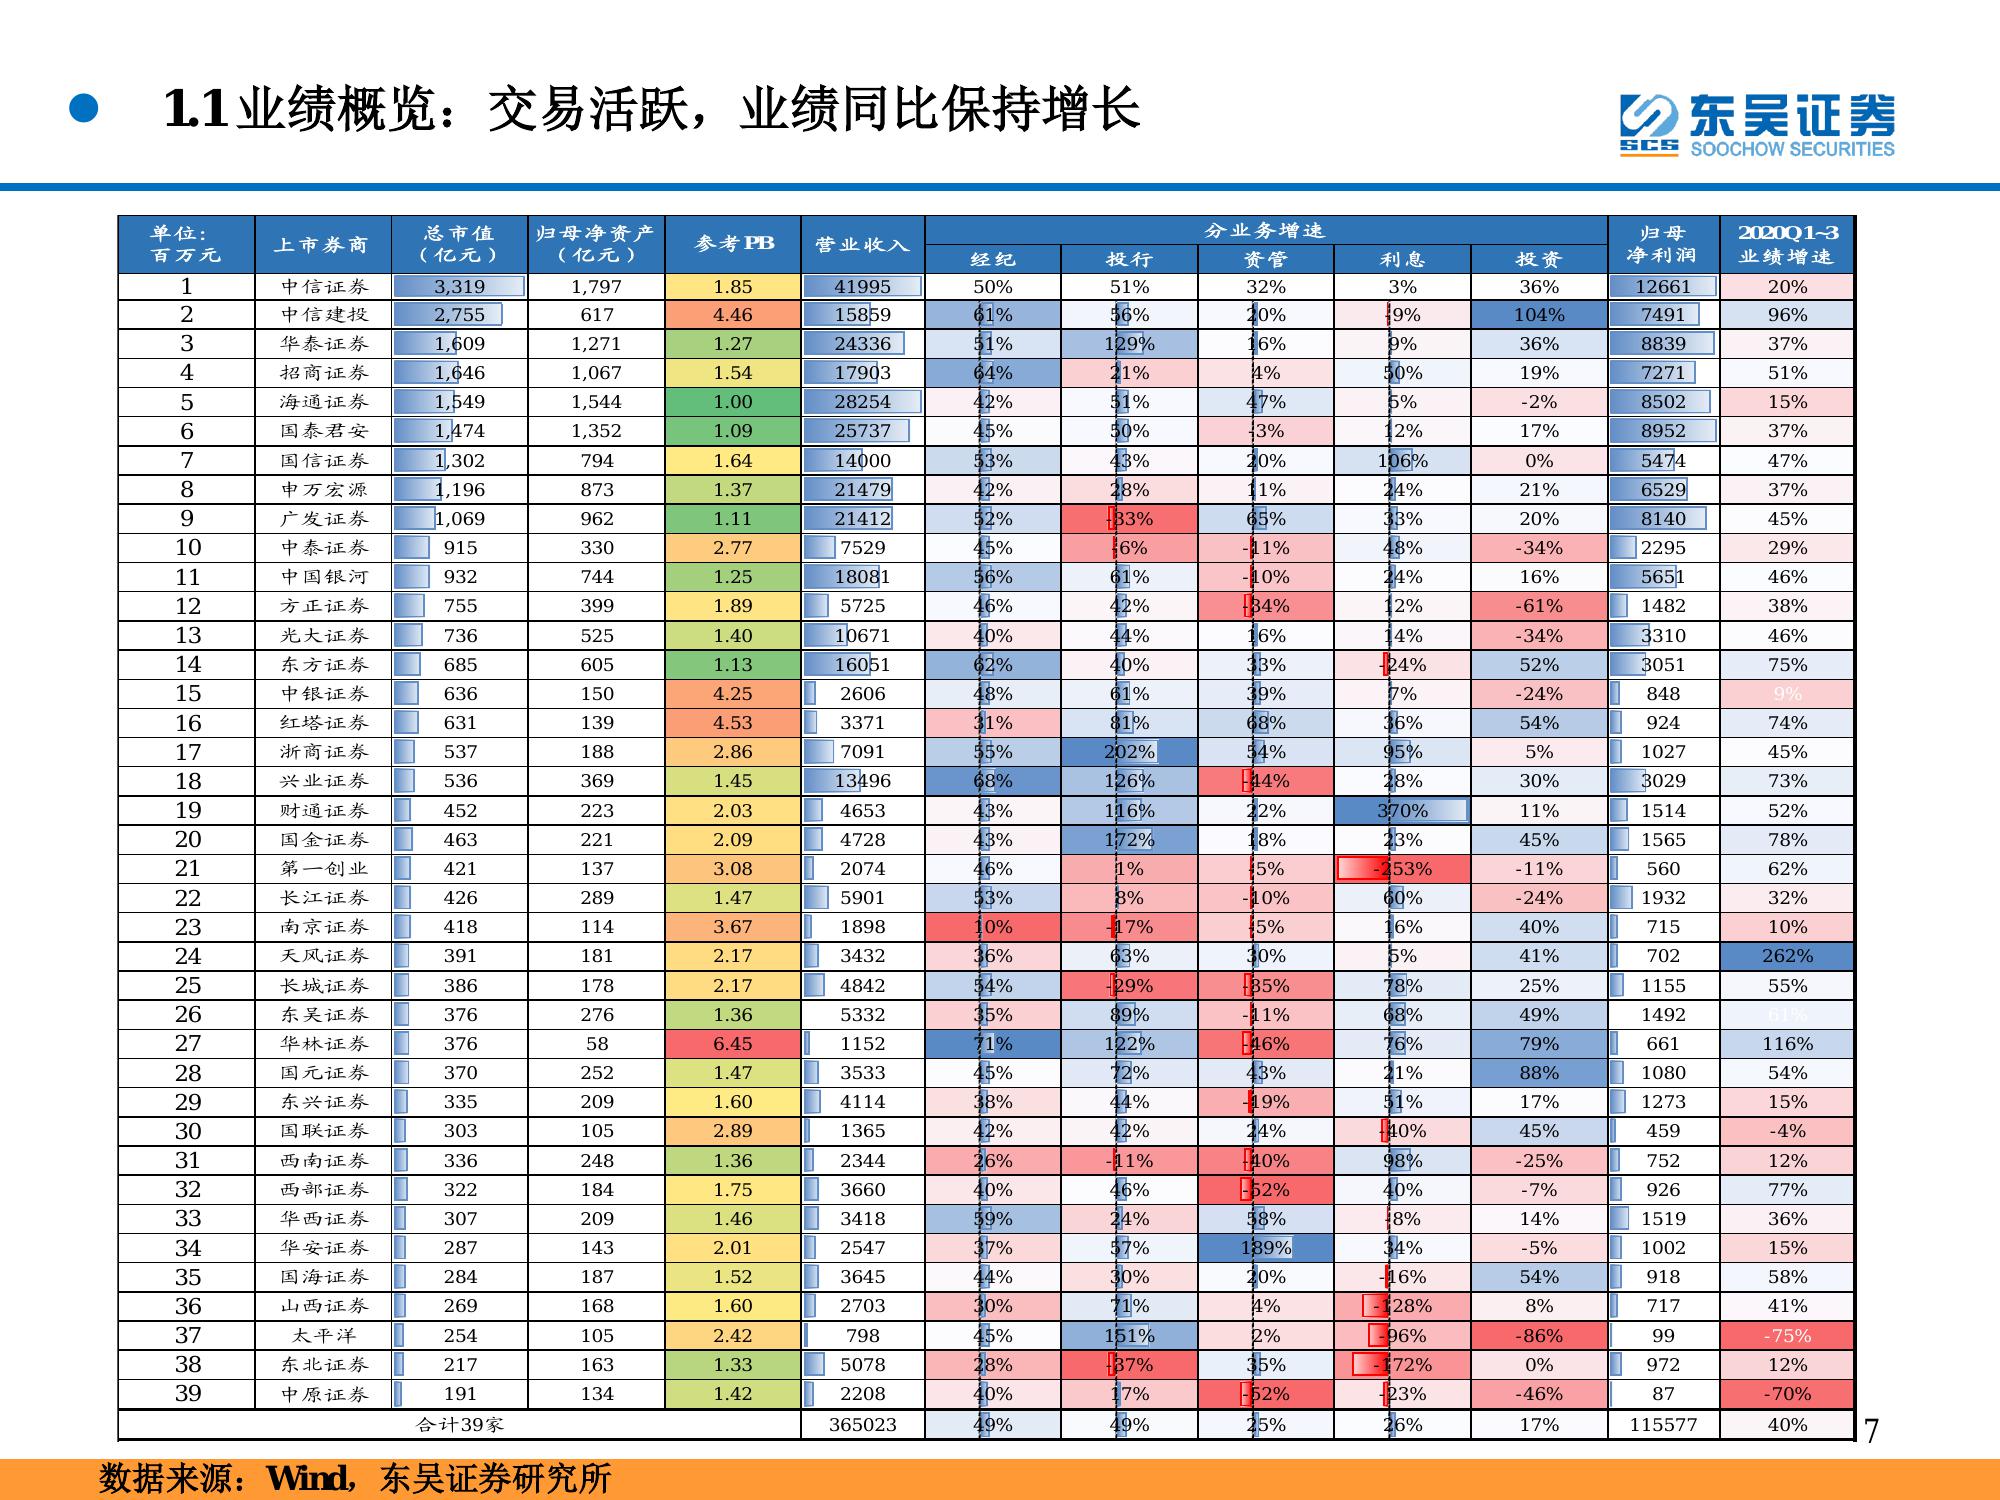 1.1业绩概览：交易活跃，业绩同比保持增长
东吴证券
SCS SOOCHOW SECURITIES
单位：百万元 上市券商 总市值（亿元） 归母净资产（亿元） 参考PB 营业收入 分业务增速 归母净利润 2020Q1-3业绩增速
经纪 投行 资管 利息 投资
1 中信证券 3,319 1,797 1.85 41995 50% 51% 32% 3% 36% 12661 20%
2 中信建投 2,755 617 4.46 15859 61% 56% 20% -9% 104% 7491 96%
3 华泰证券 1,609 1,271 1.27 24336 51% 129% 16% 9% 36% 8839 37%
4 招商证券 1,646 1,067 1.54 17903 64% 21% 4% 50% 19% 7271 51%
5 海通证券 1,549 1,544 1.00 28254 42% 51% 47% 5% -2% 8502 15%
6 国泰君安 1,474 1,352 1.09 25737 45% 50% -3% 12% 17% 8952 37%
7 国信证券 1,302 794 1.64 14000 53% 43% 20% 106% 0% 5474 47%
8 申万宏源 1,196 873 1.37 21479 42% 28% 11% 24% 21% 6529 37%
9 广发证券 1,069 962 1.11 21412 52% -33% 65% 33% 20% 8140 45%
10 中泰证券 915 330 2.77 7529 45% -6% -11% 48% -34% 2295 29%
11 中国银河 932 744 1.25 18081 56% 61% -10% 24% 16% 5651 46%
12 方正证券 755 399 1.89 5725 46% 42% -34% 12% -61% 1482 38%
13 光大证券 736 525 1.40 10671 40% 44% 16% 14% -34% 3310 46%
14 东方证券 685 605 1.13 16051 62% 40% 33% -24% 52% 3051 75%
15 中银证券 636 150 4.25 2606 48% 61% 39% 7% -24% 848 9%
16 红塔证券 631 139 4.53 3371 31% 81% 68% 36% 54% 924 74%
17 浙商证券 537 188 2.86 7091 55% 202% 54% 95% 5% 1027 45%
18 兴业证券 536 369 1.45 13496 68% 126% -44% 28% 30% 3029 73%
19 财通证券 452 223 2.03 4653 43% 116% 22% 370% 11% 1514 52%
20 国金证券 463 221 2.09 4728 43% 172% 18% 23% 45% 1565 78%
21 第一创业 421 137 3.08 2074 46% 1% -5% -253% -11% 560 62%
22 长江证券 426 289 1.47 5901 53% 8% -10% 60% -24% 1932 32%
23 南京证券 418 114 3.67 1898 10% -17% -5% 16% 40% 715 10%
24 天风证券 391 181 2.17 3432 36% 63% 30% 5% 41% 702 262%
25 长城证券 386 178 2.17 4842 54% -29% -35% 78% 25% 1155 55%
26 东吴证券 376 276 1.36 5332 35% 89% -11% 68% 49% 1492 61%
27 华林证券 376 58 6.45 1152 71% 122% -46% 76% 79% 661 116%
28 国元证券 370 252 1.47 3533 45% 72% 43% 21% 88% 1080 54%
29 东兴证券 335 209 1.60 4114 38% 44% -19% 51% 17% 1273 15%
30 国联证券 303 105 2.89 1365 42% 42% 24% -40% 45% 459 -4%
31 西南证券 336 248 1.36 2344 26% -11% -40% 98% -25% 752 12%
32 西部证券 322 184 1.75 3660 40% 46% -52% 40% -7% 926 77%
33 华西证券 307 209 1.46 3418 59% 24% 58% -8% 14% 1519 36%
34 华安证券 287 143 2.01 2547 37% 57% 189% 34% -5% 1002 15%
35 国海证券 284 187 1.52 3645 44% 30% 20% -16% 54% 918 58%
36 山西证券 269 168 1.60 2703 30% 71% 4% -128% 8% 717 41%
37 太平洋 254 105 2.42 798 45% 151% 2% -96% -86% 99 -75%
38 东北证券 217 163 1.33 5078 28% -37% 35% -172% 0% 972 12%
39 中原证券 191 134 1.42 2208 40% 17% -52% -23% -46% 87 -70%
合计39家 365023 49% 49% 25% 26% 17% 115577 40%
7
数据来源：Wind，东吴证券研究所